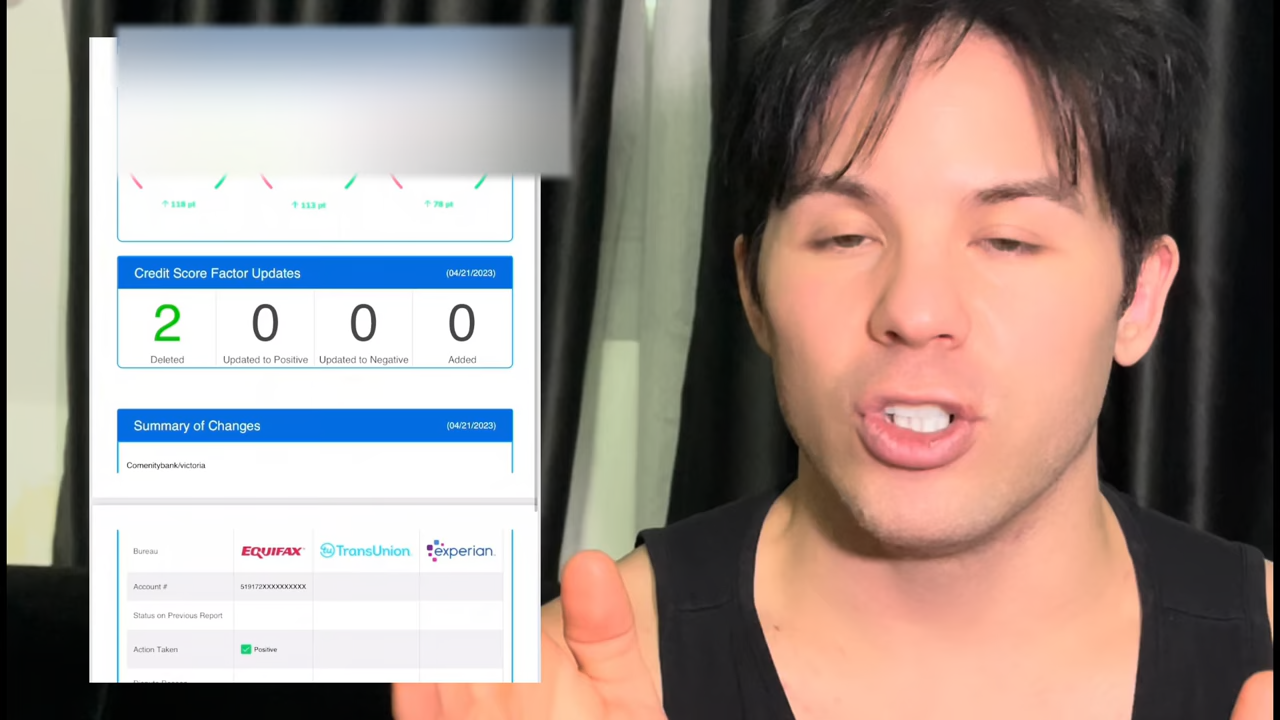 ↑ 118 pt ↑ 113 pt ↑ 78 pt
Credit Score Factor Updates (04/21/2023)
2 0 0 0
Deleted Updated to Positive Updated to Negative Added
Summary of Changes (04/21/2023)
Comenitybank/victoria
Bureau EQUIFAX tu TransUnion experian
Account # 519172XXXXXXXXXX
Status on Previous Report
Action Taken Positive